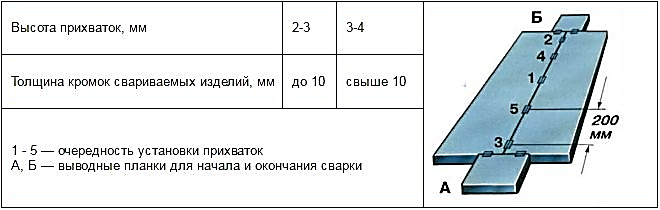 Высота прихваток, мм 2-3 3-4
Толщина кромок свариваемых изделий, мм до 10 свыше 10
1 - 5 — очередность установки прихваток
А, Б — выводные планки для начала и окончания сварки
Б
2
4
1
5
200
мм
3
А